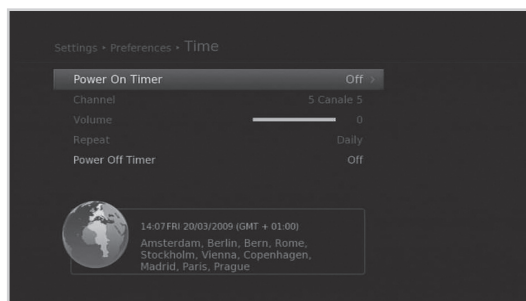 Settings • Preferences • Time
Power On Timer Off >
Channel 5 Canale 5
Volume 0
Repeat Daily
Power Off Timer Off
14:07FRI 20/03/2009 (GMT + 01:00)
Amsterdam, Berlin, Bern, Rome,
Stockholm, Vienna, Copenhagen,
Madrid, Paris, Prague